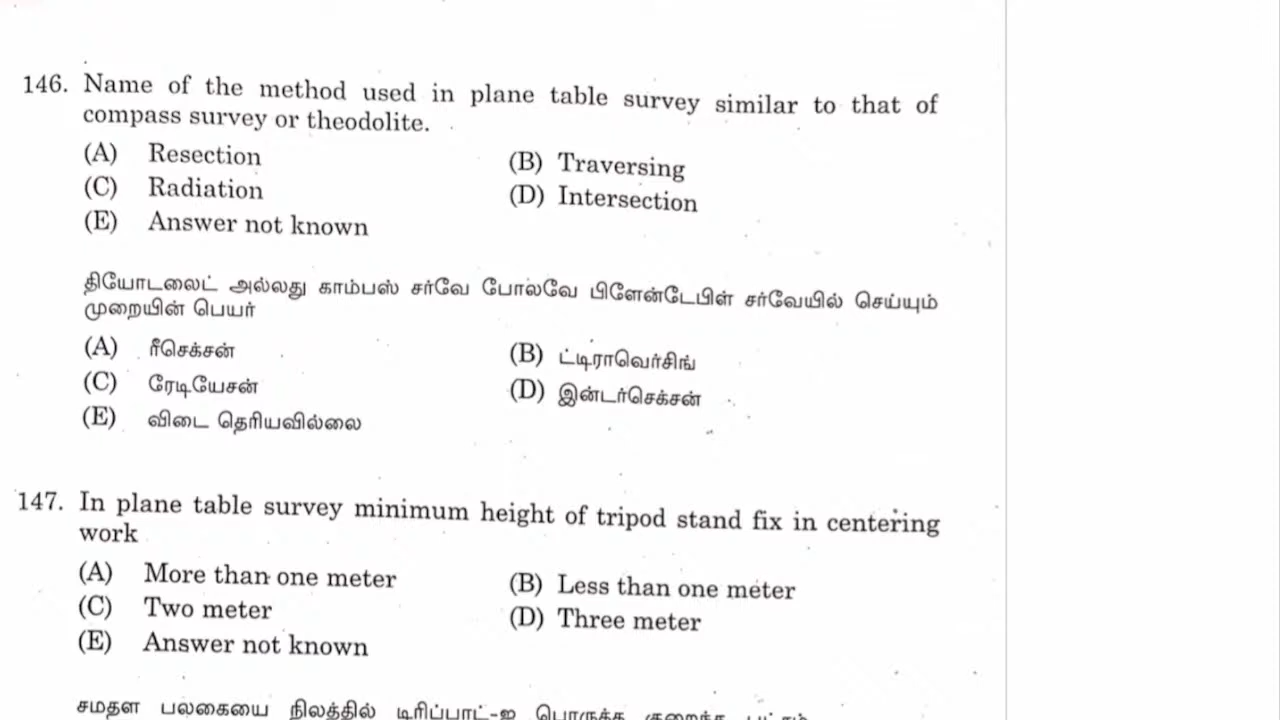 146. Name of the method used in plane table survey similar to that of
compass survey or theodolite.
(A) Resection (B) Traversing
(C) Radiation (D) Intersection
(E) Answer not known
தியோடலைட் அல்லது காம்பஸ் சர்வே போலவே பிளேன்டேபின் சர்வேயில் செய்யும்
முறையின் பெயர்
(A) ரீசெக்சன் (B) ட்டிராவெர்சிங்
(C) ரேடியேசன் (D) இன்டர்செக்சன்
(E) விடை தெரியவில்லை
147. In plane table survey minimum height of tripod stand fix in centering
work
(A) More than one meter (B) Less than one meter
(C) Two meter (D) Three meter
(E) Answer not known
சமதள பலகையை நிலத்தில் டிரிப்பாட்-ஐ பொருத்த குறைந்த